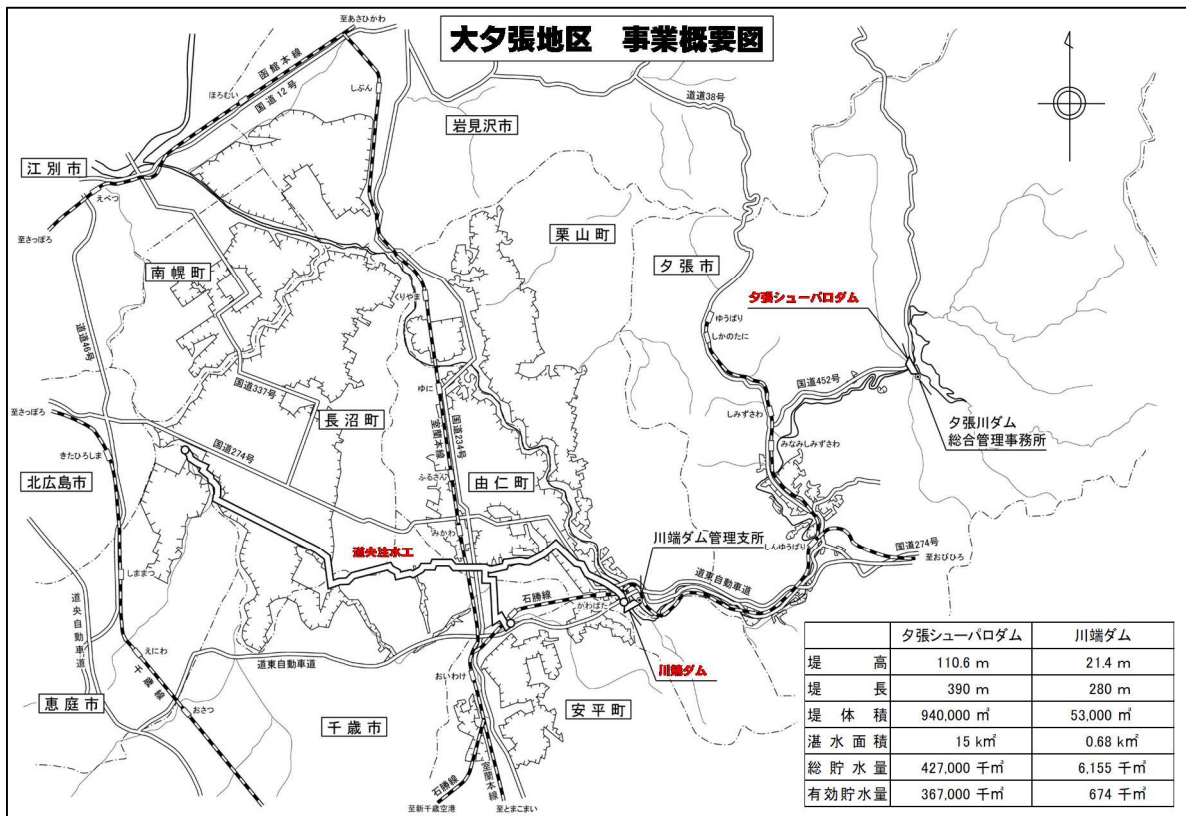 大夕張地区 事業概要図
至あさひかわ
函館本線
ほろむい
国道12号
しぶん
道道38号
岩見沢市
江別市
えべつ
至さっぽろ
栗山町
夕張市
南幌町
夕張シューパロダム
くりやま
ゆうばり
しかのたに
道道46号
国道337号
ゆに
国道452号
至さっぽろ
長沼町
室蘭本線
国道234号
しみずさわ
夕張川ダム
総合管理事務所
きたひろしま
国道274号
みなみしみずさわ
北広島市
ふるさん
由仁町
みかわ
川端ダム管理支所
しんゆうばり
国道274号
至おびひろ
道央注水工
しままつ
道東自動車道
石勝線
かわばた
道央自動車道
えにわ
道東自動車道
川端ダム
千歳線
おいわけ
恵庭市
おさつ
千歳市
安平町
石勝線
室蘭本線
至新千歳空港
至とまこまい
夕張シューパロダム 川端ダム
堤高 110.6 m 21.4 m
堤長 390 m 280 m
堤体積 940,000 ㎥ 53,000 ㎥
湛水面積 15 k㎡ 0.68 k㎡
総貯水量 427,000 千㎥ 6,155 千㎥
有効貯水量 367,000 千㎥ 674 千㎥